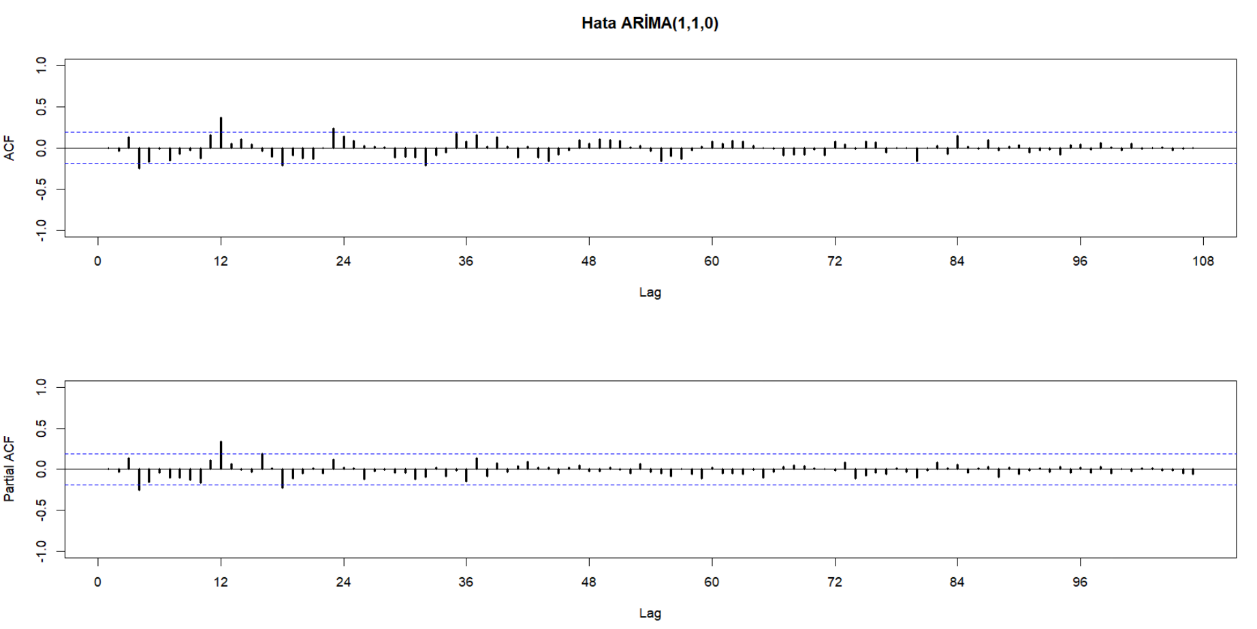 Hata ARİMA(1,1,0)
ACF
1.0
0.5
0.0
-0.5
-1.0
0 12 24 36 48 60 72 84 96 108
Lag
Partial ACF
1.0
0.5
0.0
-0.5
-1.0
0 12 24 36 48 60 72 84 96
Lag